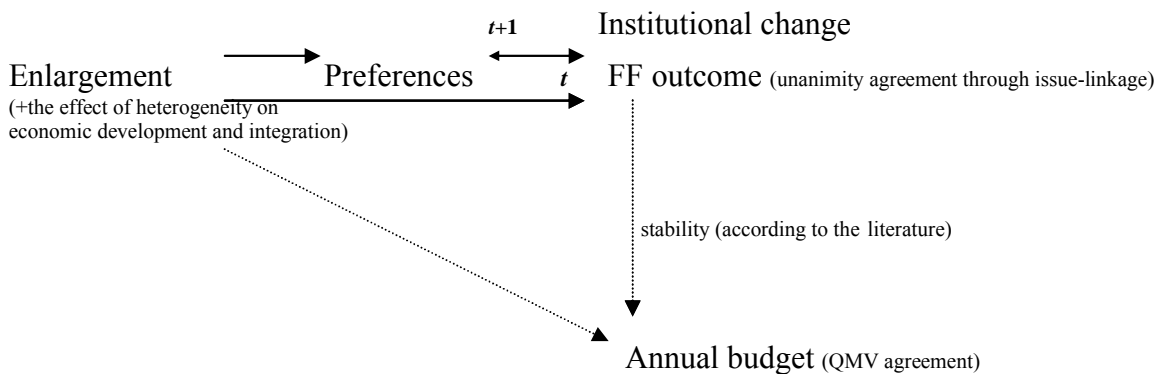 t+1
Institutional change
Enlargement
Preferences
t
FF outcome (unanimity agreement through issue-linkage)
(+the effect of heterogeneity on
economic development and integration)
stability (according to the literature)
Annual budget (QMV agreement)